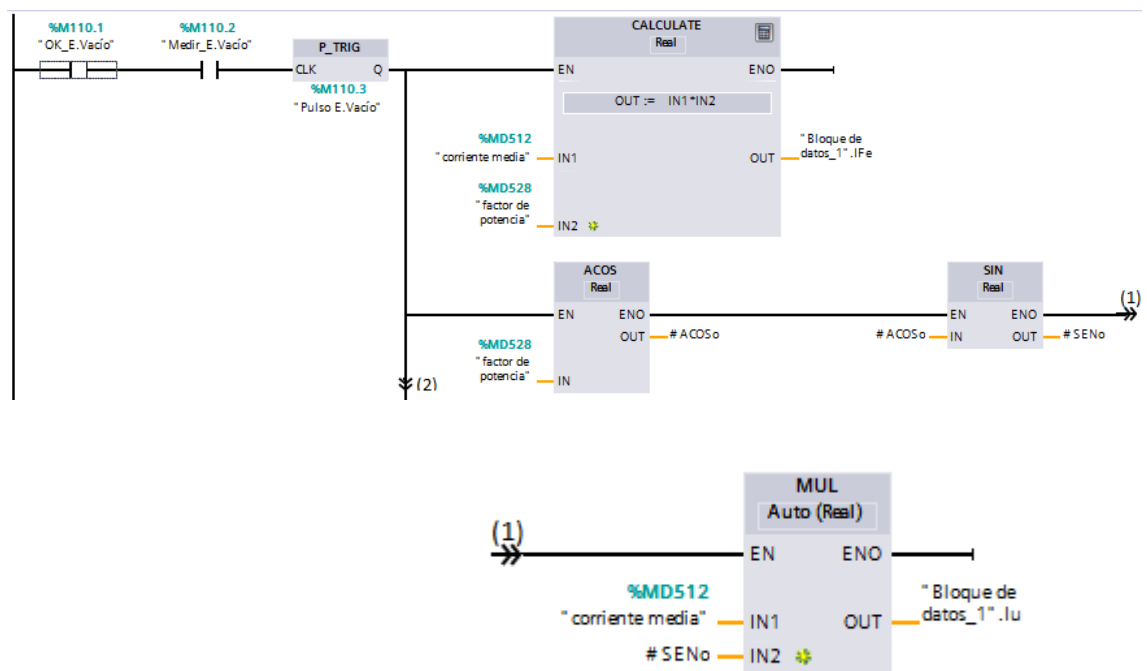 %M110.1
"OK_E.Vacío"
%M110.2
"Medir_E.Vacío"
P_TRIG
CLK Q
%M110.3
"Pulso E.Vacío"
CALCULATE
Real
EN ENO
OUT := IN1*IN2
%MD512
"corriente media" IN1
OUT "Bloque de
datos_1".IFe
%MD528
"factor de
potencia" IN2
ACOS
Real
EN ENO
OUT #ACOSo
%MD528
"factor de
potencia" IN
(2)
SIN
Real
EN ENO
(1)
#ACOSo IN OUT #SENo
MUL
Auto (Real)
(1)
EN ENO
%MD512
"corriente media" IN1
OUT "Bloque de
datos_1".Iu
#SENo IN2